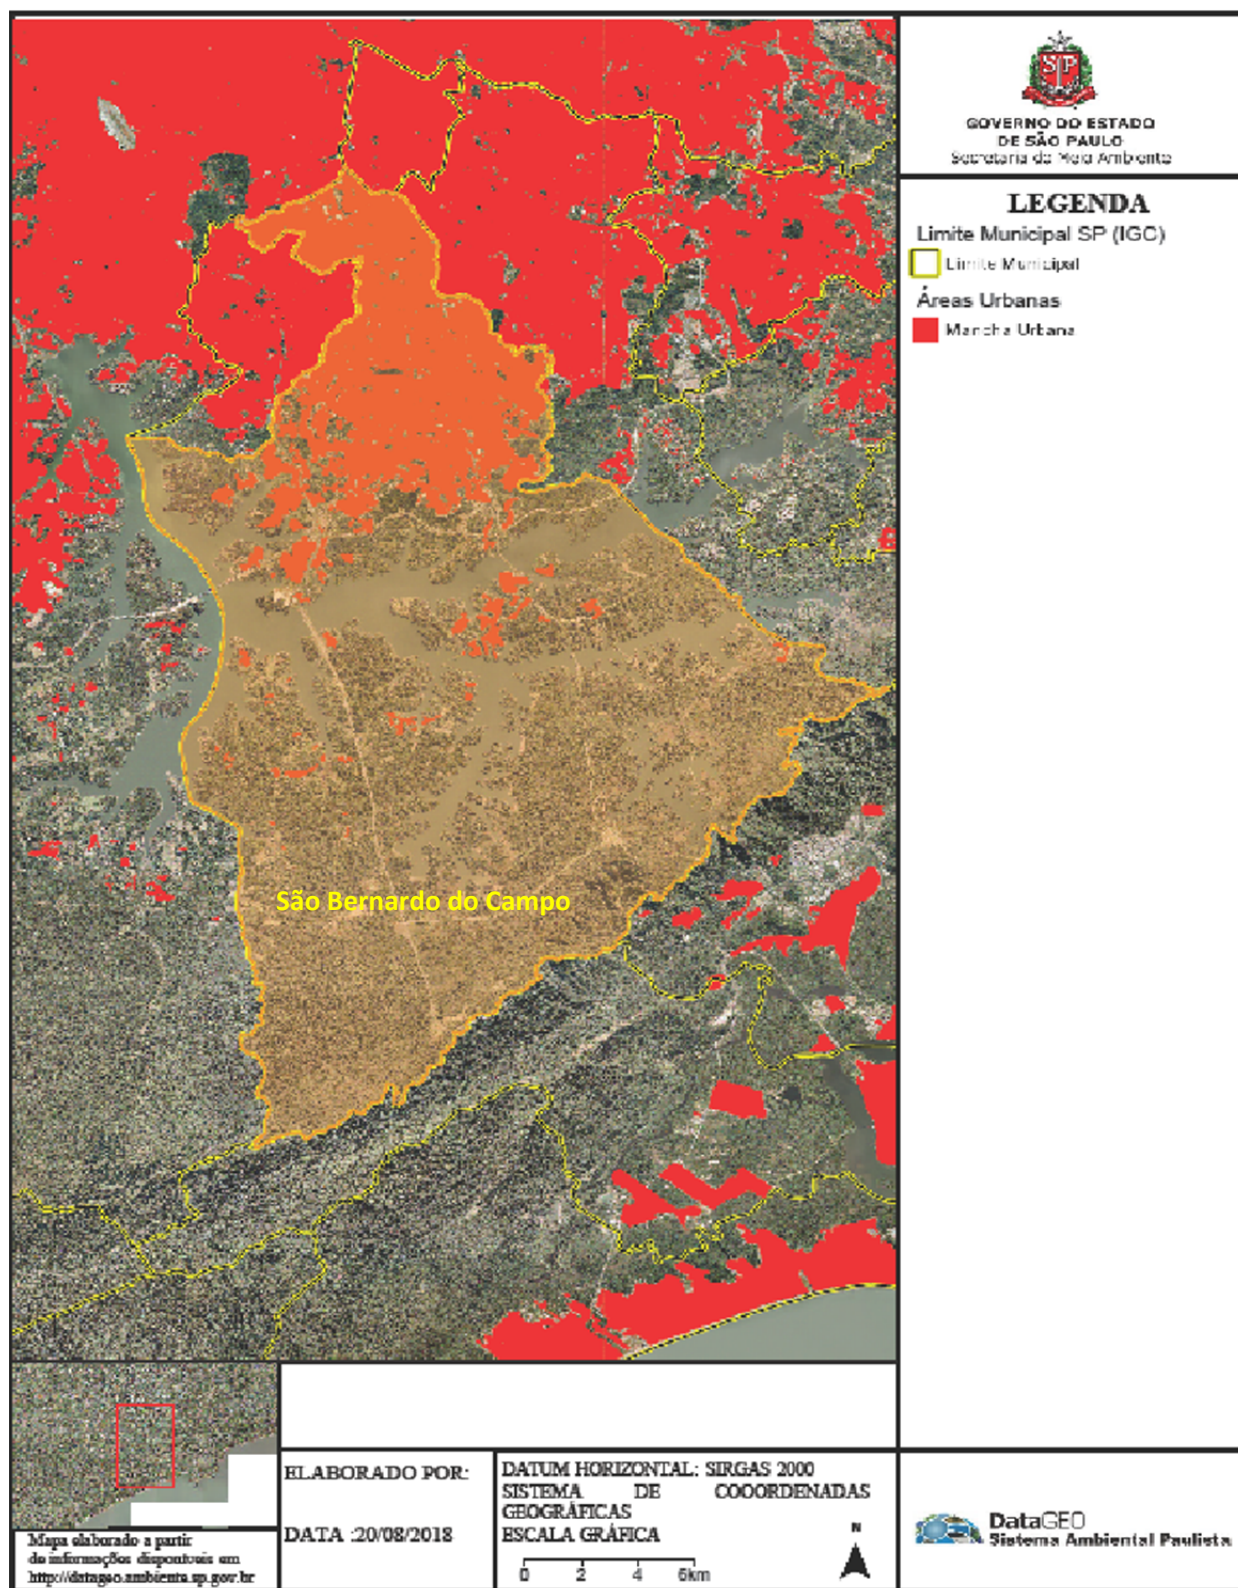 SP
GOVERNO DO ESTADO
DE SÃO PAULO
Secretaria do Meio Ambiente
LEGENDA
Limite Municipal SP (IGC)
Limite Municipal
Áreas Urbanas
Mancha Urbana
São Bernardo do Campo
Mapa elaborado a partir
de informações disponíveis em
http://datageo.ambiente.sp.gov.br
ELABORADO POR:
DATA :20/08/2018
DATUM HORIZONTAL: SIRGAS 2000
SISTEMA DE COOORDENADAS
GEOGRÁFICAS
ESCALA GRÁFICA
0 2 4 6km
N
DataGEO
Sistema Ambiental Paulista